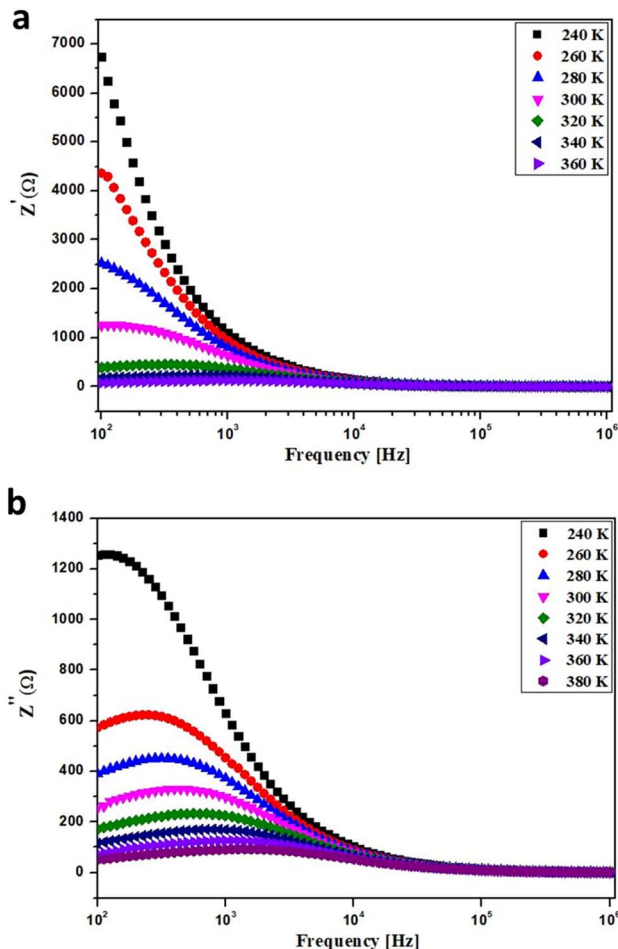 a
7000
6000
5000
4000
3000
2000
1000
0
Z' (Ω)
240 K
260 K
280 K
300 K
320 K
340 K
360 K
10² 10³ 10⁴ 10⁵ 10⁶
Frequency [Hz]
b
1400
1200
1000
800
600
400
200
0
Z'' (Ω)
240 K
260 K
280 K
300 K
320 K
340 K
360 K
380 K
10² 10³ 10⁴ 10⁵ 10⁶
Frequency [Hz]